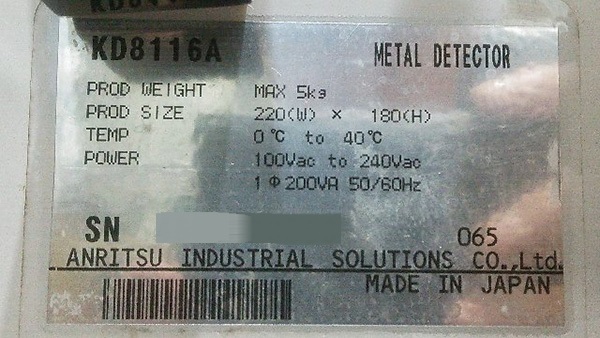 KD8116A METAL DETECTOR
PROD WEIGHT MAX 5kg
PROD SIZE 220(W) × 180(H)
TEMP 0℃ to 40℃
POWER 100Vac to 240Vac
1Φ200VA 50/60Hz
SN 065
ANRITSU INDUSTRIAL SOLUTIONS CO.,Ltd.
MADE IN JAPAN